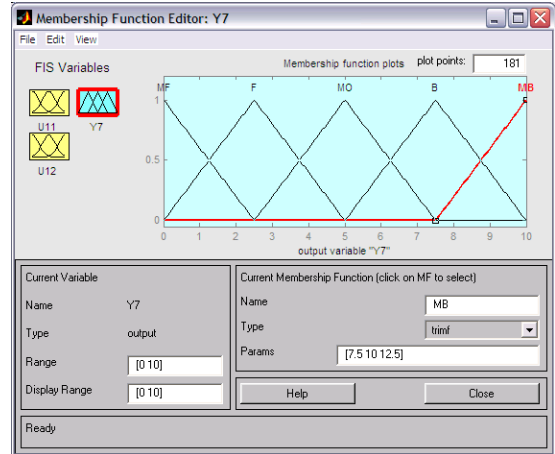 Membership Function Editor: Y7
File Edit View
FIS Variables
Membership function plots plot points: 181
U11 Y7
U12
MF F MO B MB
1
0.5
0
0 1 2 3 4 5 6 7 8 9 10
output variable "Y7"
Current Variable
Name Y7
Type output
Range [0 10]
Display Range [0 10]
Current Membership Function (click on MF to select)
Name MB
Type trimf
Params [7.5 10 12.5]
Help Close
Ready